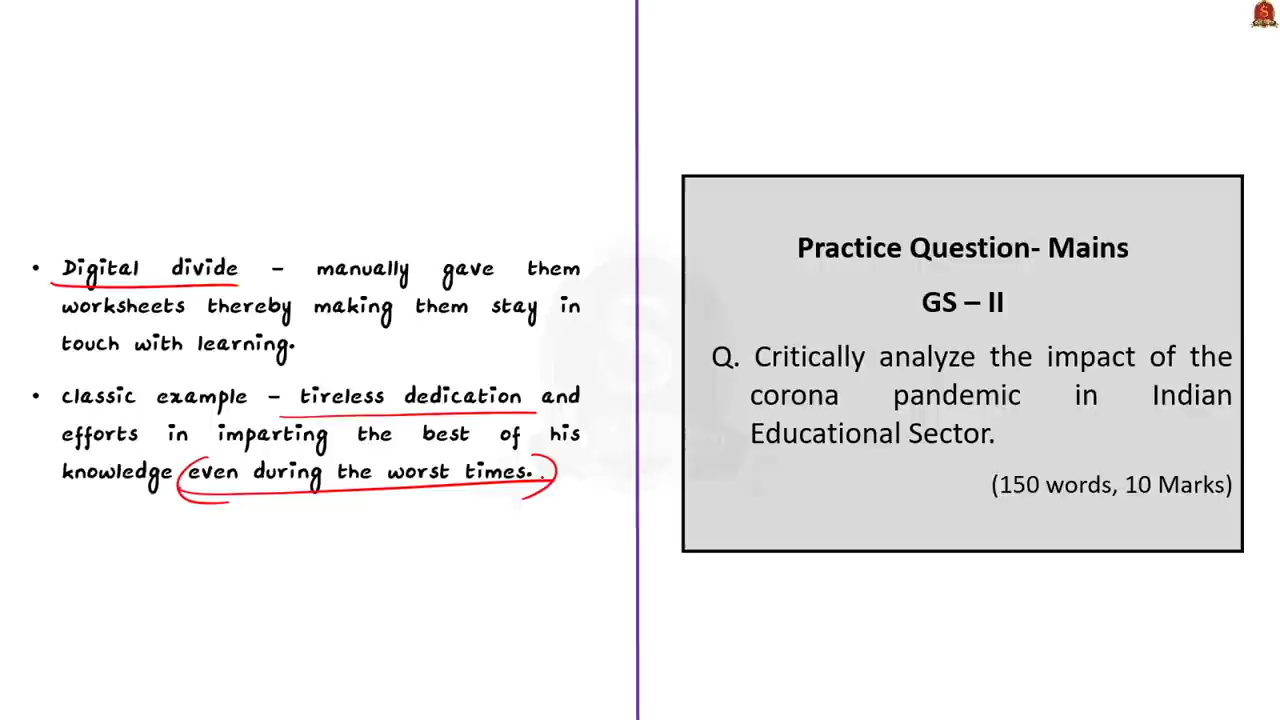 • Digital divide – manually gave them
worksheets thereby making them stay in
touch with learning.
• Classic example – tireless dedication and
efforts in imparting the best of his
knowledge even during the worst times..
Practice Question- Mains
GS – II
Q. Critically analyze the impact of the
corona pandemic in Indian
Educational Sector.
(150 words, 10 Marks)